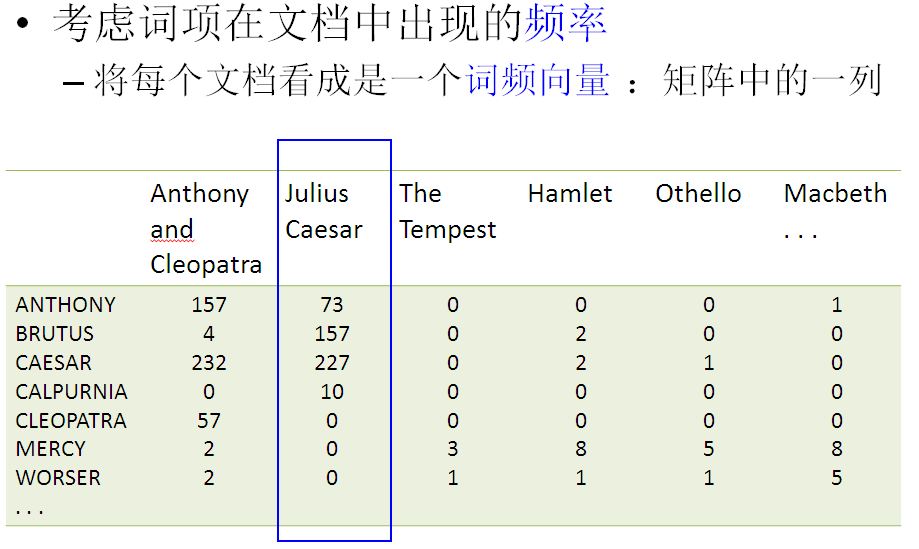 • 考虑词项在文档中出现的频率
– 将每个文档看成是一个词频向量 ：矩阵中的一列
Anthony and Cleopatra Julius Caesar The Tempest Hamlet Othello Macbeth . . .
ANTHONY 157 73 0 0 0 1
BRUTUS 4 157 0 2 0 0
CAESAR 232 227 0 2 1 0
CALPURNIA 0 10 0 0 0 0
CLEOPATRA 57 0 0 0 0 0
MERCY 2 0 3 8 5 8
WORSER 2 0 1 1 1 5
. . .